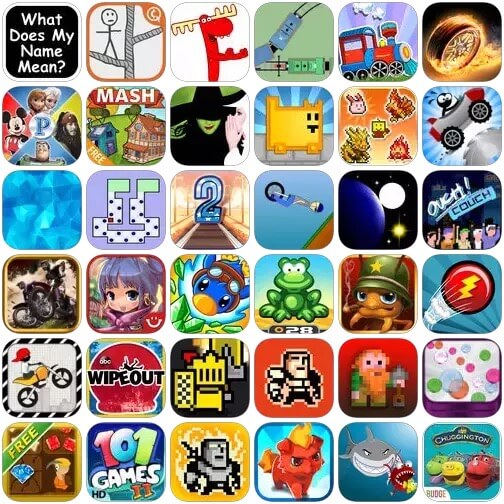 What
Does My
Name
Mean?
P
MASH
FREE
2
OUCH!
COUCH
28
abc
WIPEOUT
FREE
101
GAMES
HD II
CHUGGINGTON
BUDGE